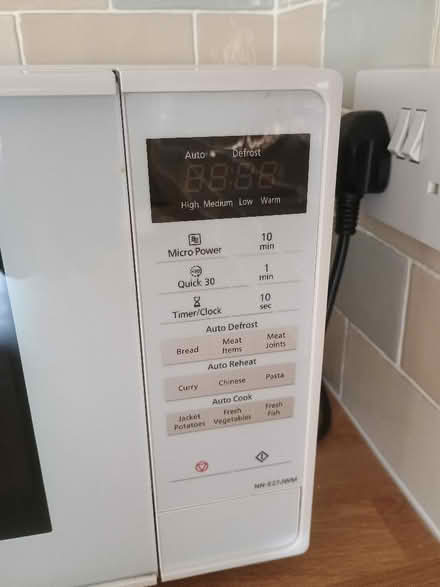 Auto Defrost
88:88
High Medium Low Warm
Micro Power
10 min
Quick 30
1 min
Timer/Clock
10 sec
Auto Defrost
Bread
Meat Items
Meat Joints
Auto Reheat
Curry Chinese Pasta
Auto Cook
Jacket Potatoes
Fresh Vegetables
Fresh Fish